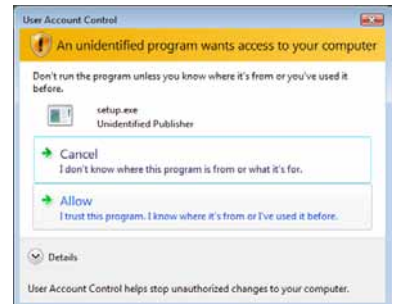 User Account Control
An unidentified program wants access to your computer
Don't run the program unless you know where it's from or you've used it
before.
setup.exe
Unidentified Publisher
Cancel
I don't know where this program is from or what it's for.
Allow
I trust this program. I know where it's from or I've used it before.
Details
User Account Control helps stop unauthorized changes to your computer.